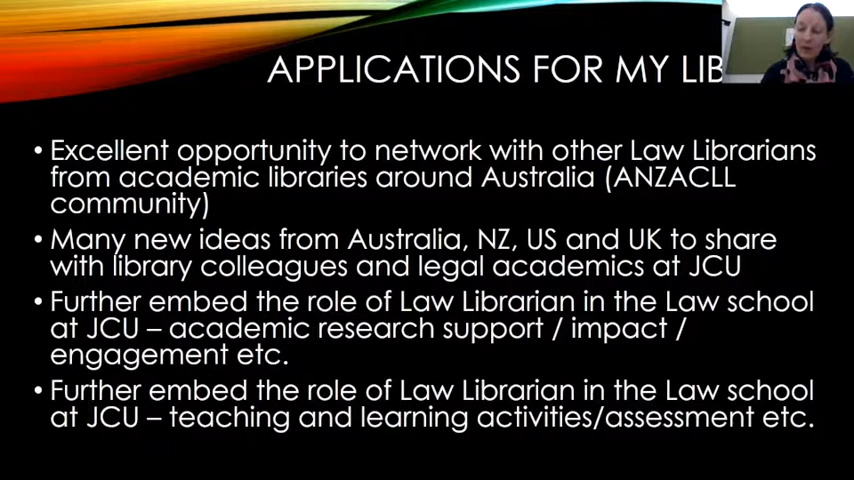 APPLICATIONS FOR MY LIB
• Excellent opportunity to network with other Law Librarians
from academic libraries around Australia (ANZACLL
community)
• Many new ideas from Australia, NZ, US and UK to share
with library colleagues and legal academics at JCU
• Further embed the role of Law Librarian in the Law school
at JCU – academic research support / impact /
engagement etc.
• Further embed the role of Law Librarian in the Law school
at JCU – teaching and learning activities/assessment etc.